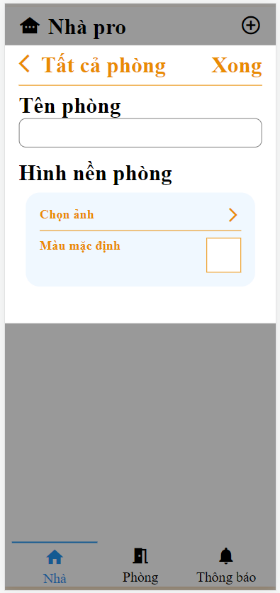 Nhà pro
Tất cả phòng Xong
Tên phòng
Hình nền phòng
Chọn ảnh
Màu mặc định
Nhà Phòng Thông báo